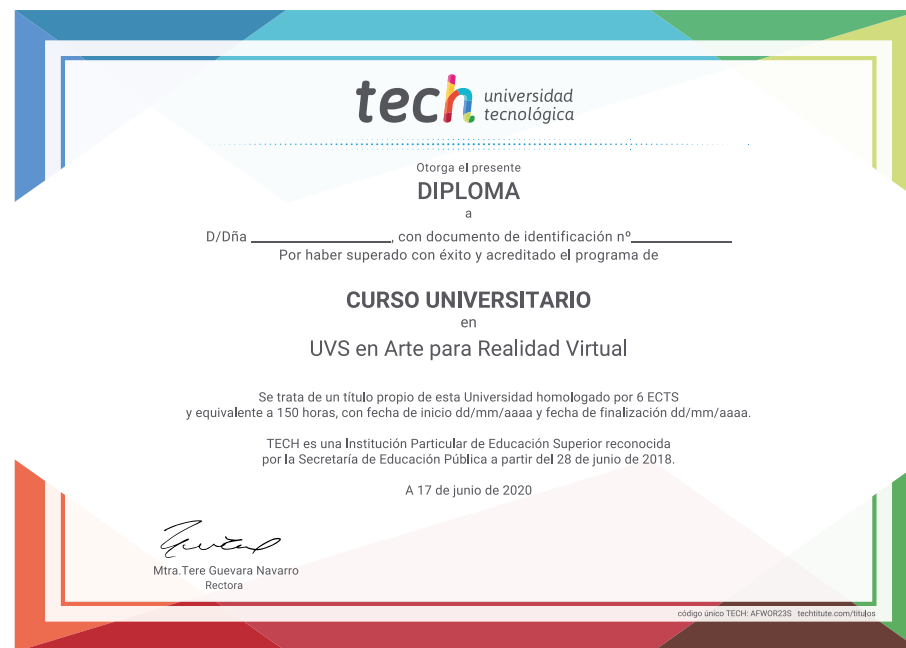 tech universidad
tecnológica
Otorga el presente
DIPLOMA
a
D/Dña ____________________, con documento de identificación nº______________
Por haber superado con éxito y acreditado el programa de
CURSO UNIVERSITARIO
en
UVS en Arte para Realidad Virtual
Se trata de un título propio de esta Universidad homologado por 6 ECTS
y equivalente a 150 horas, con fecha de inicio dd/mm/aaaa y fecha de finalización dd/mm/aaaa.
TECH es una Institución Particular de Educación Superior reconocida
por la Secretaría de Educación Pública a partir del 28 de junio de 2018.
A 17 de junio de 2020
Mtra.Tere Guevara Navarro
Rectora
código único TECH: AFWOR23S techtitute.com/titulos